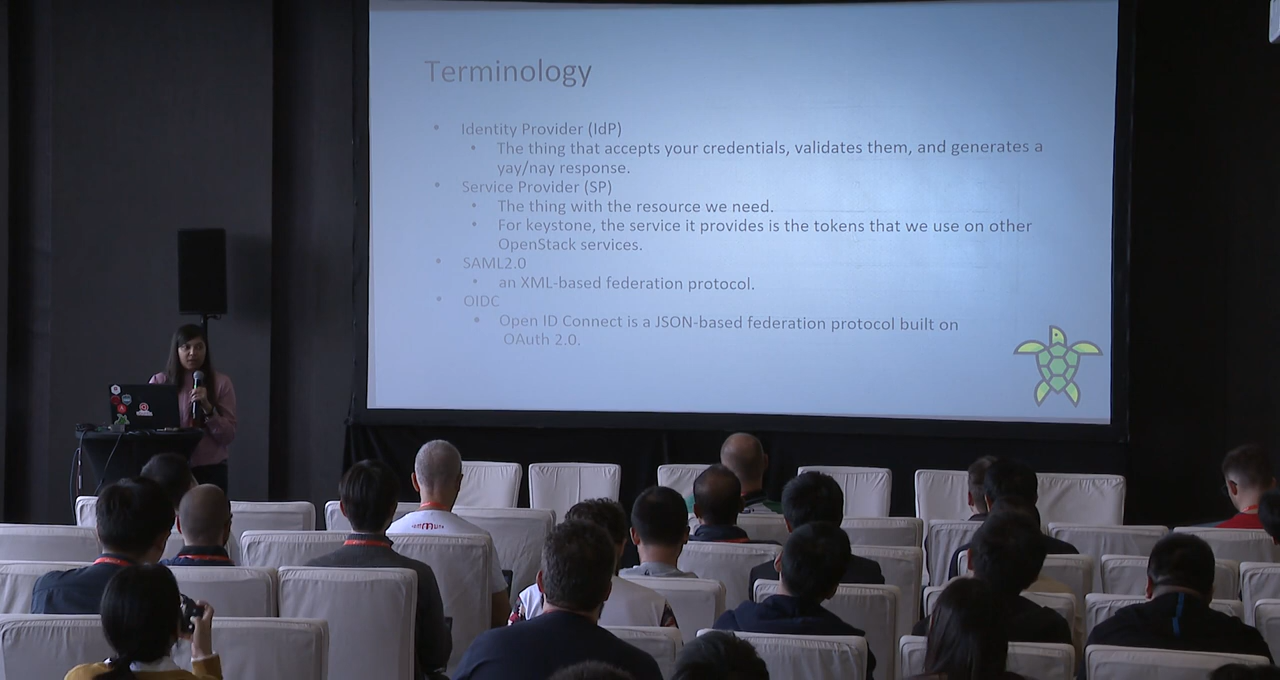 Terminology
• Identity Provider (IdP)
• The thing that accepts your credentials, validates them, and generates a
yay/nay response.
• Service Provider (SP)
• The thing with the resource we need.
• For keystone, the service it provides is the tokens that we use on other
OpenStack services.
• SAML2.0
• an XML-based federation protocol.
• OIDC
• Open ID Connect is a JSON-based federation protocol built on
OAuth 2.0.